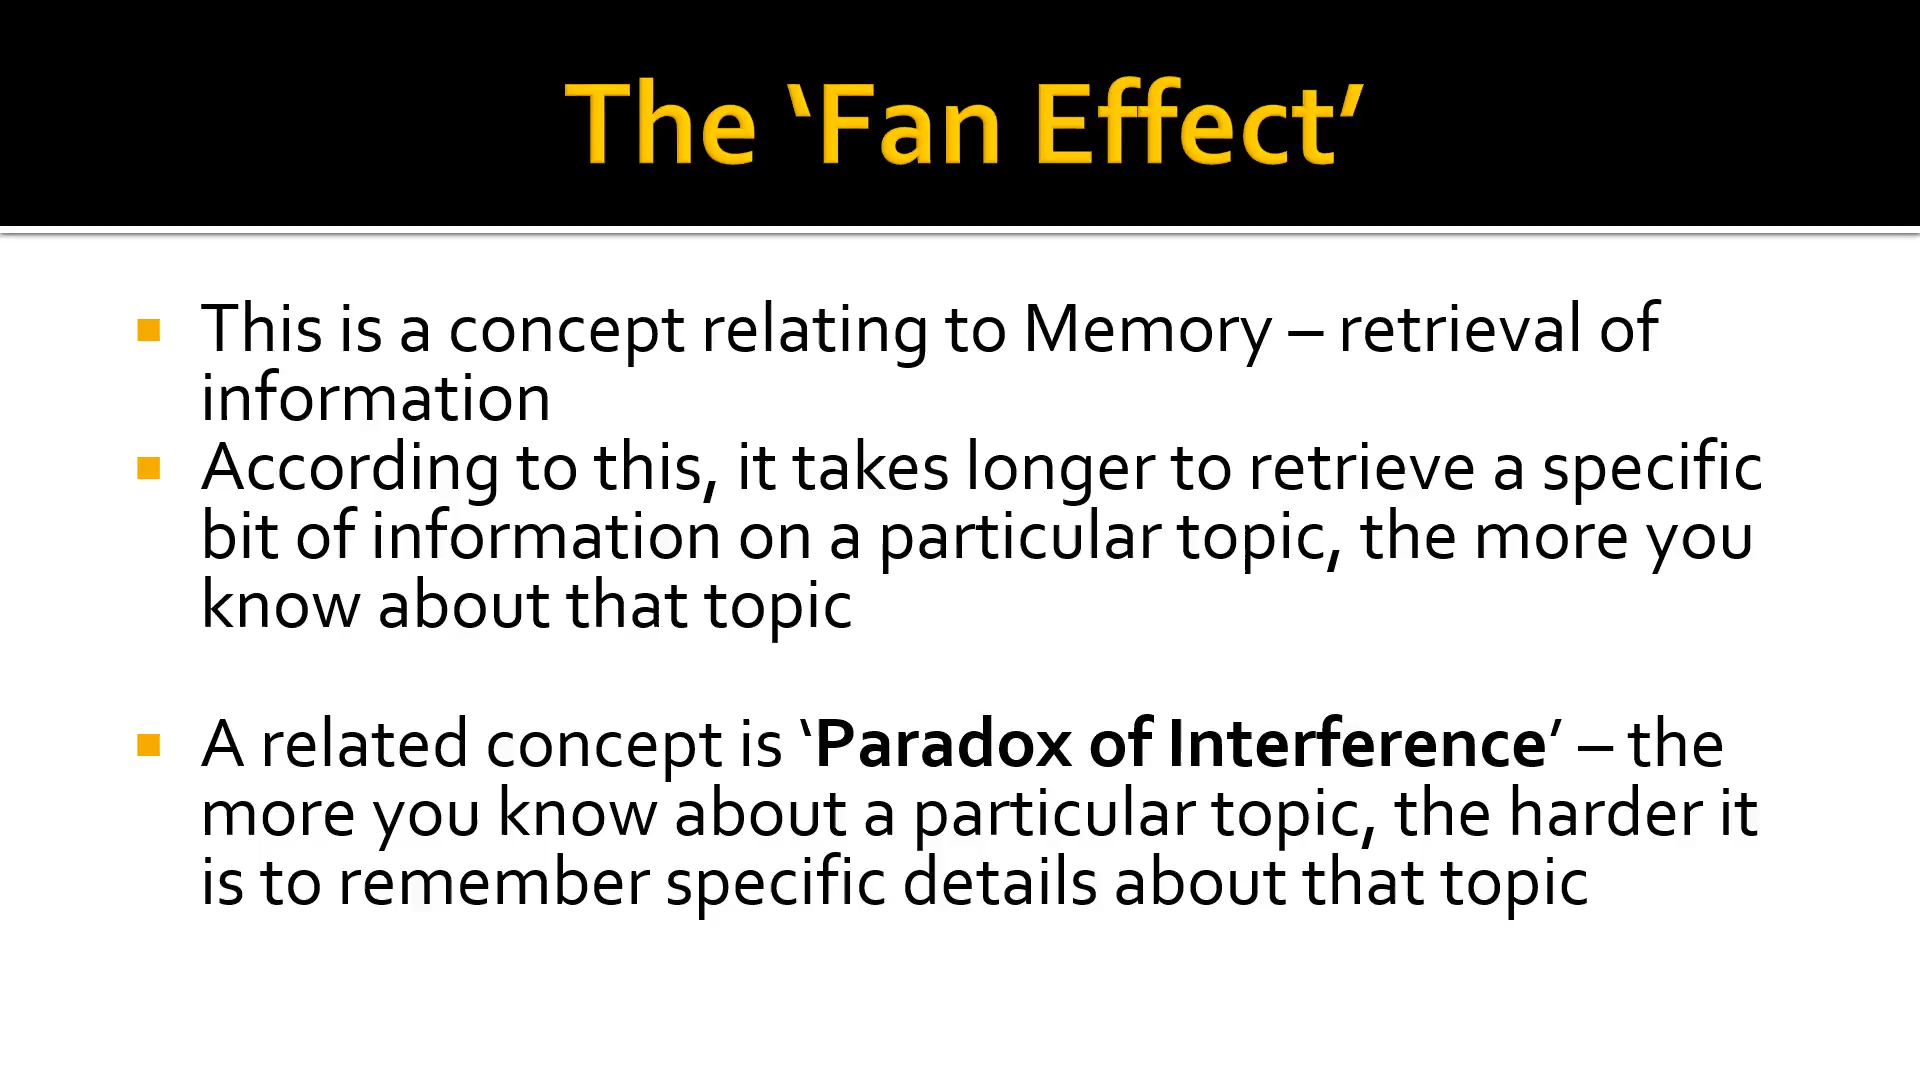 The ‘Fan Effect’
This is a concept relating to Memory – retrieval of
information
According to this, it takes longer to retrieve a specific
bit of information on a particular topic, the more you
know about that topic
A related concept is ‘Paradox of Interference’ – the
more you know about a particular topic, the harder it
is to remember specific details about that topic